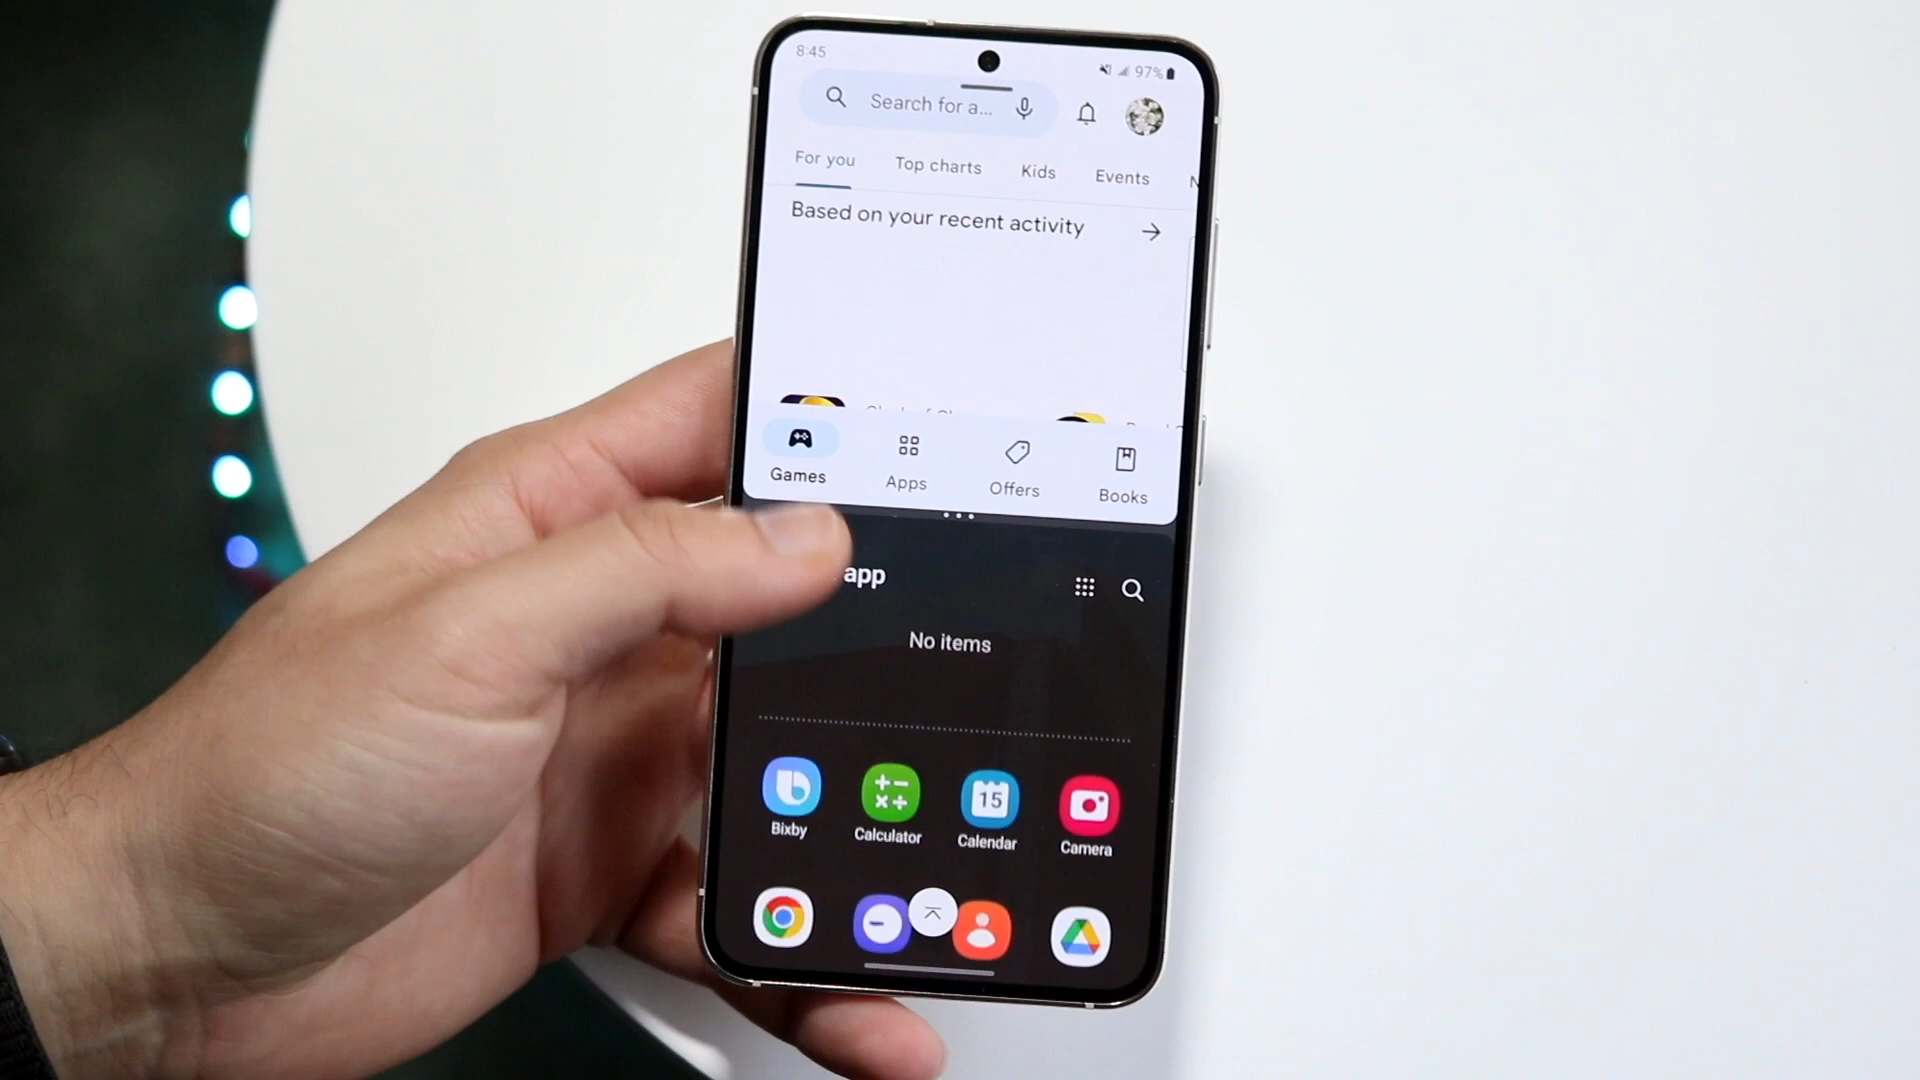 8:45
97%
Search for a...
For you Top charts Kids Events N
Based on your recent activity
Games Apps Offers Books
app
No items
15
Bixby Calculator Calendar Camera